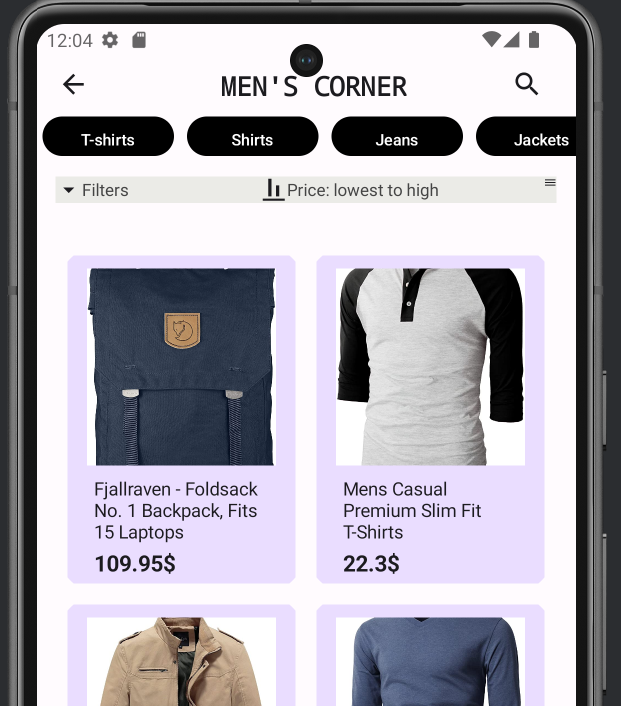 12:04
MEN'S CORNER
T-shirts Shirts Jeans Jackets
Filters Price: lowest to high
Fjallraven - Foldsack
No. 1 Backpack, Fits
15 Laptops
109.95$
Mens Casual
Premium Slim Fit
T-Shirts
22.3$